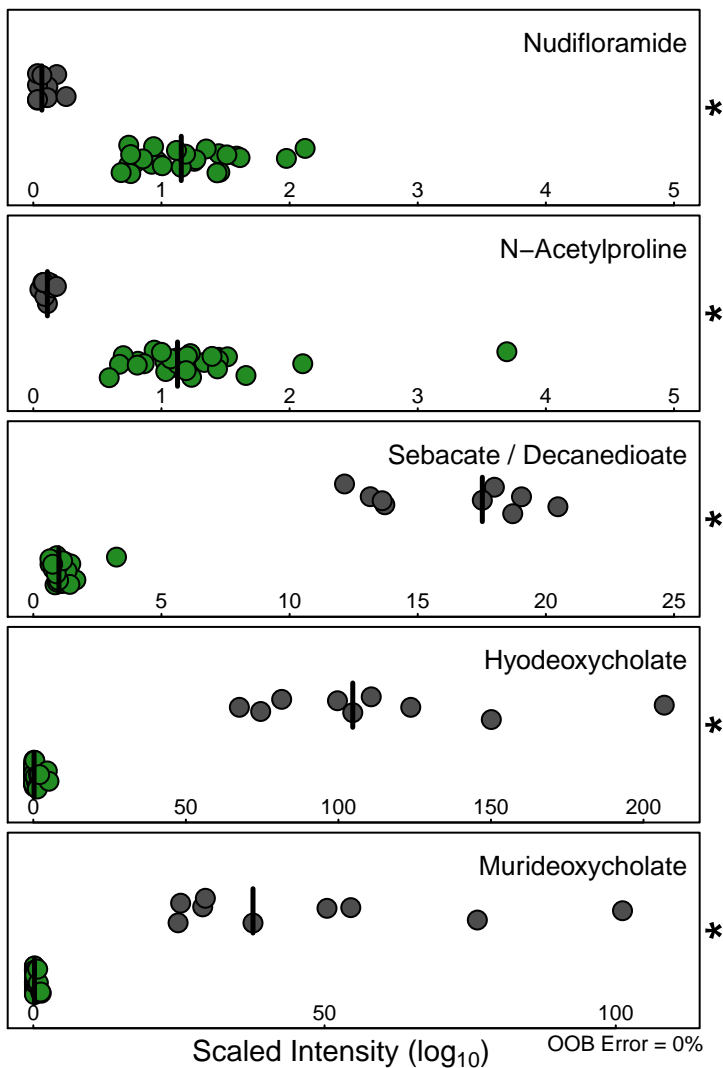 Nudifloramide
*
0 1 2 3 4 5
N−Acetylproline
*
0 1 2 3 4 5
Sebacate / Decanedioate
*
0 5 10 15 20 25
Hyodeoxycholate
*
0 50 100 150 200
Murideoxycholate
*
0 50 100
Scaled Intensity (log₁₀) OOB Error = 0%